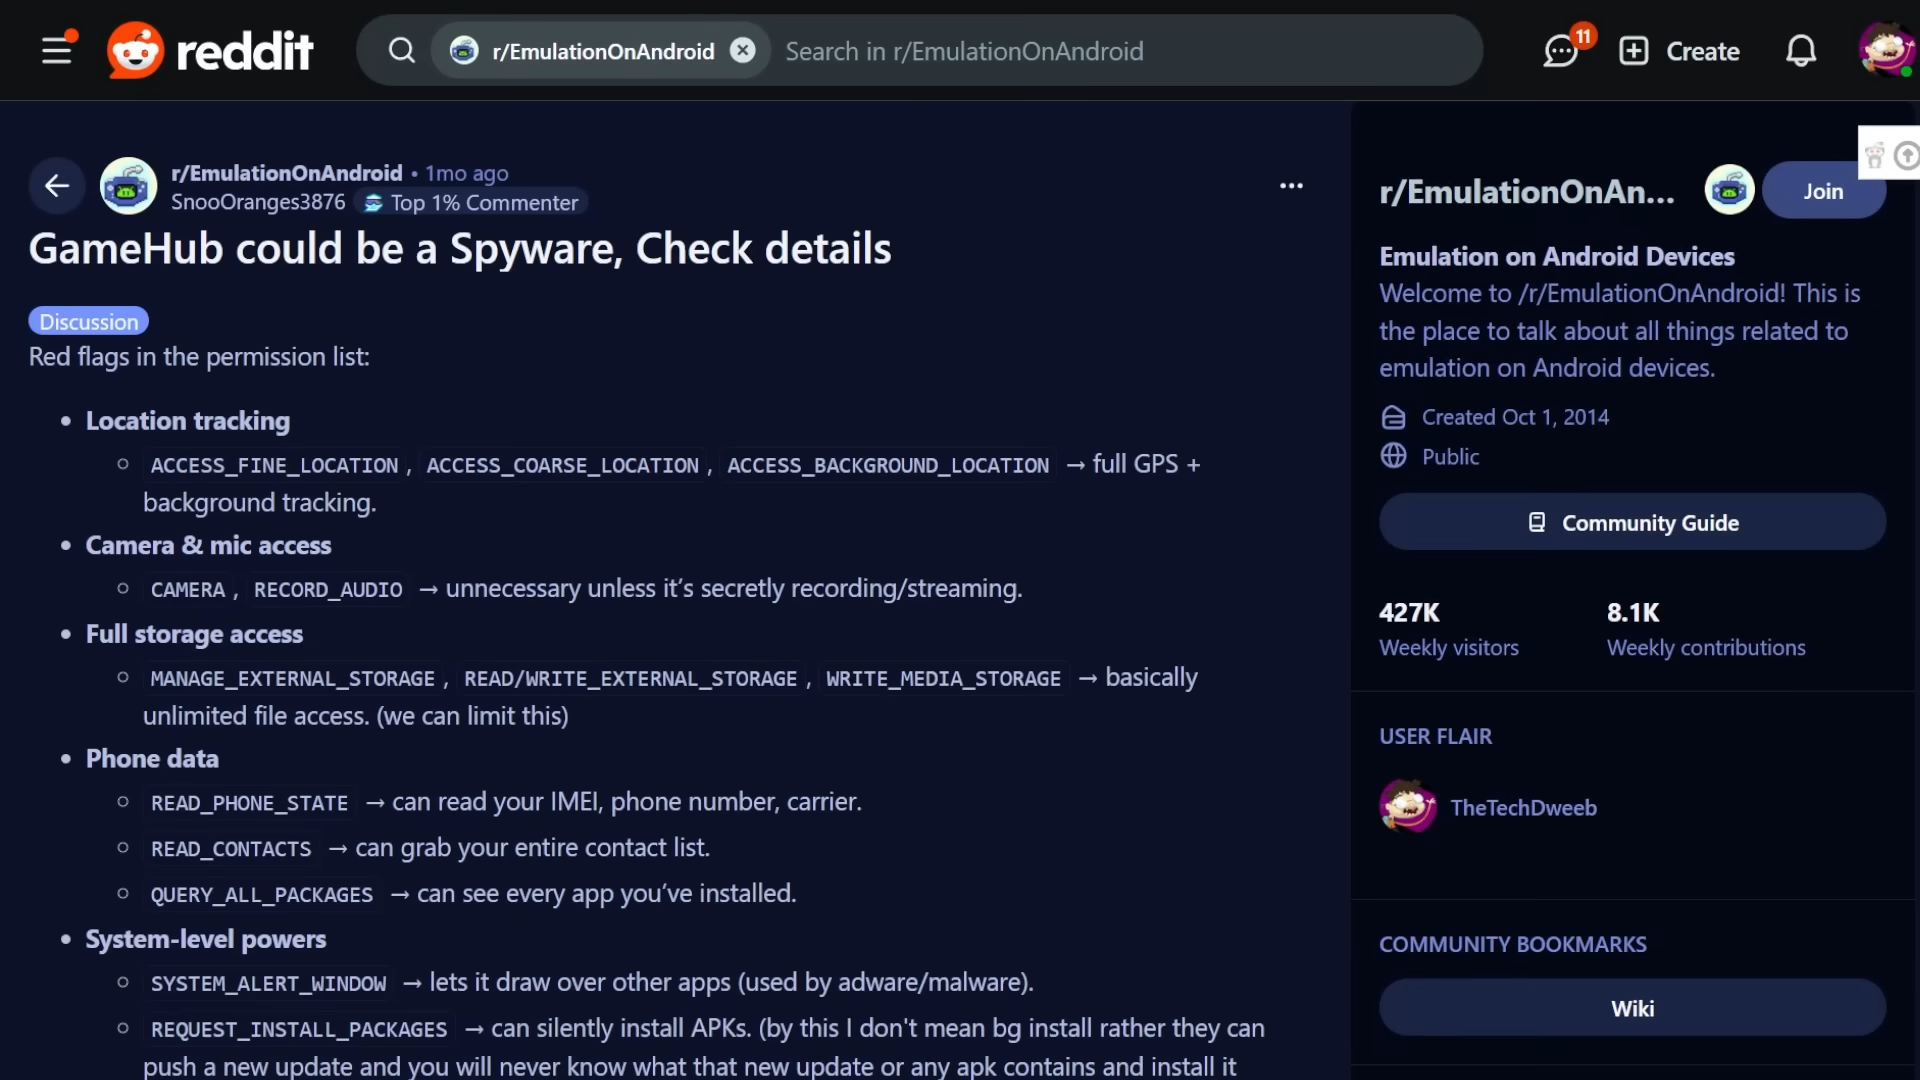 reddit
r/EmulationOnAndroid
Search in r/EmulationOnAndroid
11
Create
r/EmulationOnAndroid • 1mo ago
SnooOranges3876 Top 1% Commenter
GameHub could be a Spyware, Check details
Discussion
Red flags in the permission list:
• Location tracking
ACCESS_FINE_LOCATION , ACCESS_COARSE_LOCATION , ACCESS_BACKGROUND_LOCATION → full GPS +
background tracking.
• Camera & mic access
CAMERA , RECORD_AUDIO → unnecessary unless it’s secretly recording/streaming.
• Full storage access
MANAGE_EXTERNAL_STORAGE , READ/WRITE_EXTERNAL_STORAGE , WRITE_MEDIA_STORAGE → basically
unlimited file access. (we can limit this)
• Phone data
READ_PHONE_STATE → can read your IMEI, phone number, carrier.
READ_CONTACTS → can grab your entire contact list.
QUERY_ALL_PACKAGES → can see every app you’ve installed.
• System-level powers
SYSTEM_ALERT_WINDOW → lets it draw over other apps (used by adware/malware).
REQUEST_INSTALL_PACKAGES → can silently install APKs. (by this I don't mean bg install rather they can
push a new update and you will never know what that new update or any apk contains and install it
r/EmulationOnAn...
Join
Emulation on Android Devices
Welcome to /r/EmulationOnAndroid! This is
the place to talk about all things related to
emulation on Android devices.
Created Oct 1, 2014
Public
Community Guide
427K 8.1K
Weekly visitors Weekly contributions
USER FLAIR
TheTechDweeb
COMMUNITY BOOKMARKS
Wiki